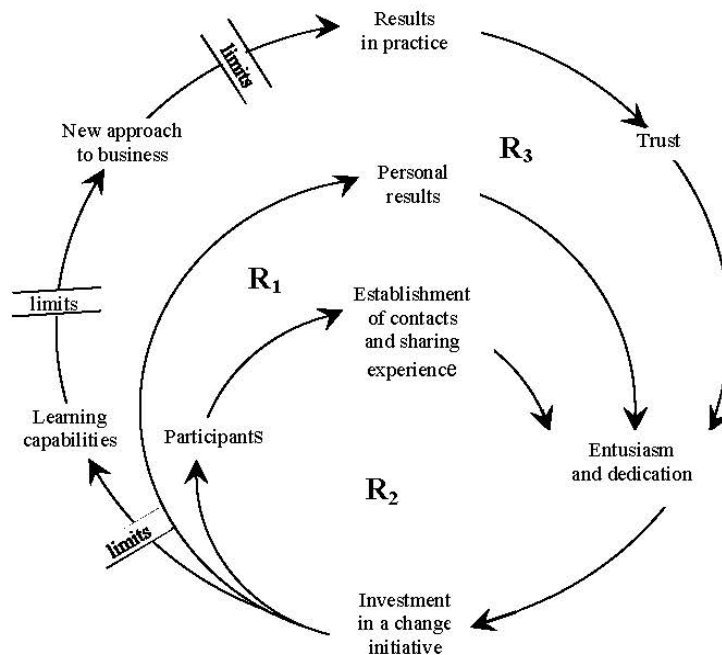 Results
in practice
limits
New approach
to business
Trust
R3
Personal
results
R1
Establishment
of contacts
and sharing
experience
limits
Learning
capabilities
Participants
Entusiasm
and dedication
R2
limits
Investment
in a change
initiative